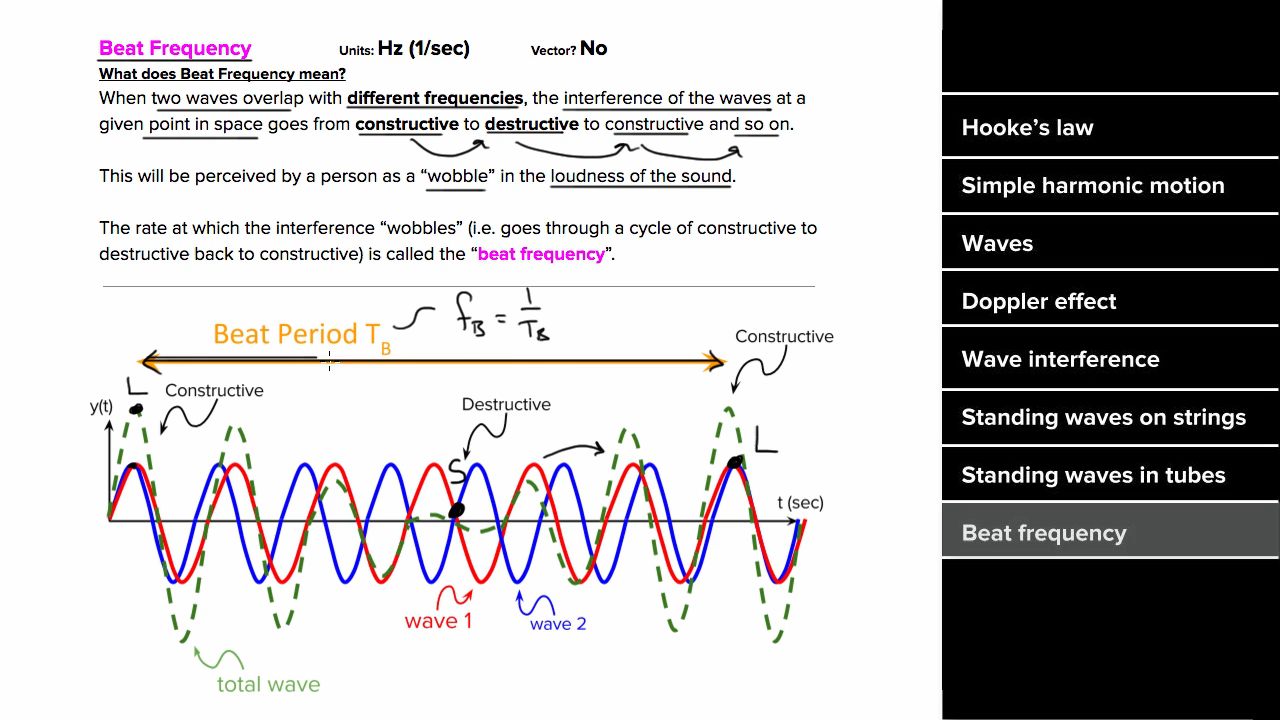 Beat Frequency Units: Hz (1/sec) Vector? No
What does Beat Frequency mean?
When two waves overlap with different frequencies, the interference of the waves at a
given point in space goes from constructive to destructive to constructive and so on.
This will be perceived by a person as a “wobble” in the loudness of the sound.
The rate at which the interference “wobbles” (i.e. goes through a cycle of constructive to
destructive back to constructive) is called the “beat frequency”.
Beat Period T_B
f_B = 1/T_B
Constructive
L
Constructive
y(t)
Destructive
S
L
t (sec)
wave 1
wave 2
total wave
Hooke’s law
Simple harmonic motion
Waves
Doppler effect
Wave interference
Standing waves on strings
Standing waves in tubes
Beat frequency